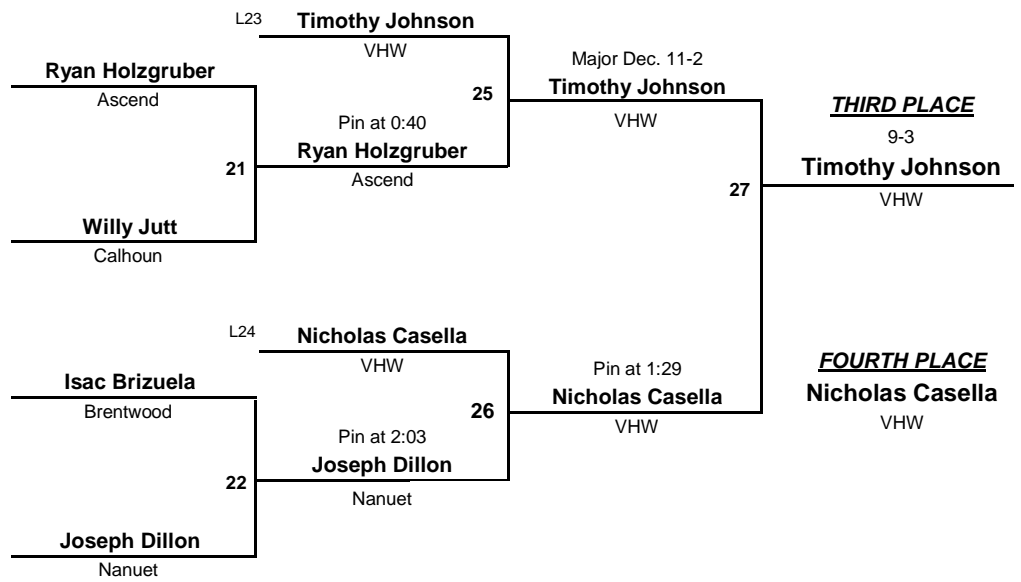 L23
Timothy Johnson
VHW
Ryan Holzgruber
Ascend
25
Major Dec. 11-2
Timothy Johnson
VHW
THIRD PLACE
9-3
Timothy Johnson
VHW
Pin at 0:40
Ryan Holzgruber
Ascend
21
27
Willy Jutt
Calhoun
L24
Nicholas Casella
VHW
Isac Brizuela
Brentwood
26
Pin at 1:29
Nicholas Casella
VHW
FOURTH PLACE
Nicholas Casella
VHW
Pin at 2:03
Joseph Dillon
Nanuet
22
Joseph Dillon
Nanuet